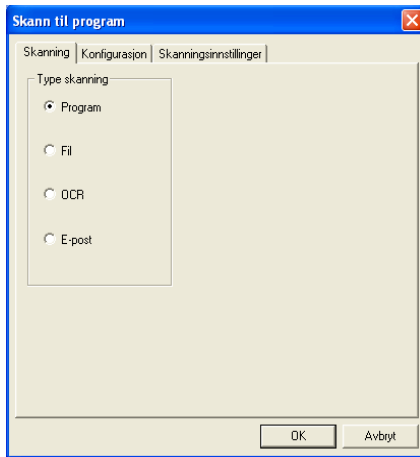 Skann til program
Skanning Konfigurasjon Skanningsinnstillinger
Type skanning
Program
Fil
OCR
E-post
OK Avbryt